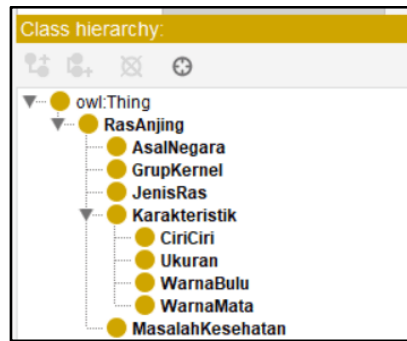 Class hierarchy:
owl:Thing
RasAnjing
AsalNegara
GrupKernel
JenisRas
Karakteristik
CiriCiri
Ukuran
WarnaBulu
WarnaMata
MasalahKesehatan